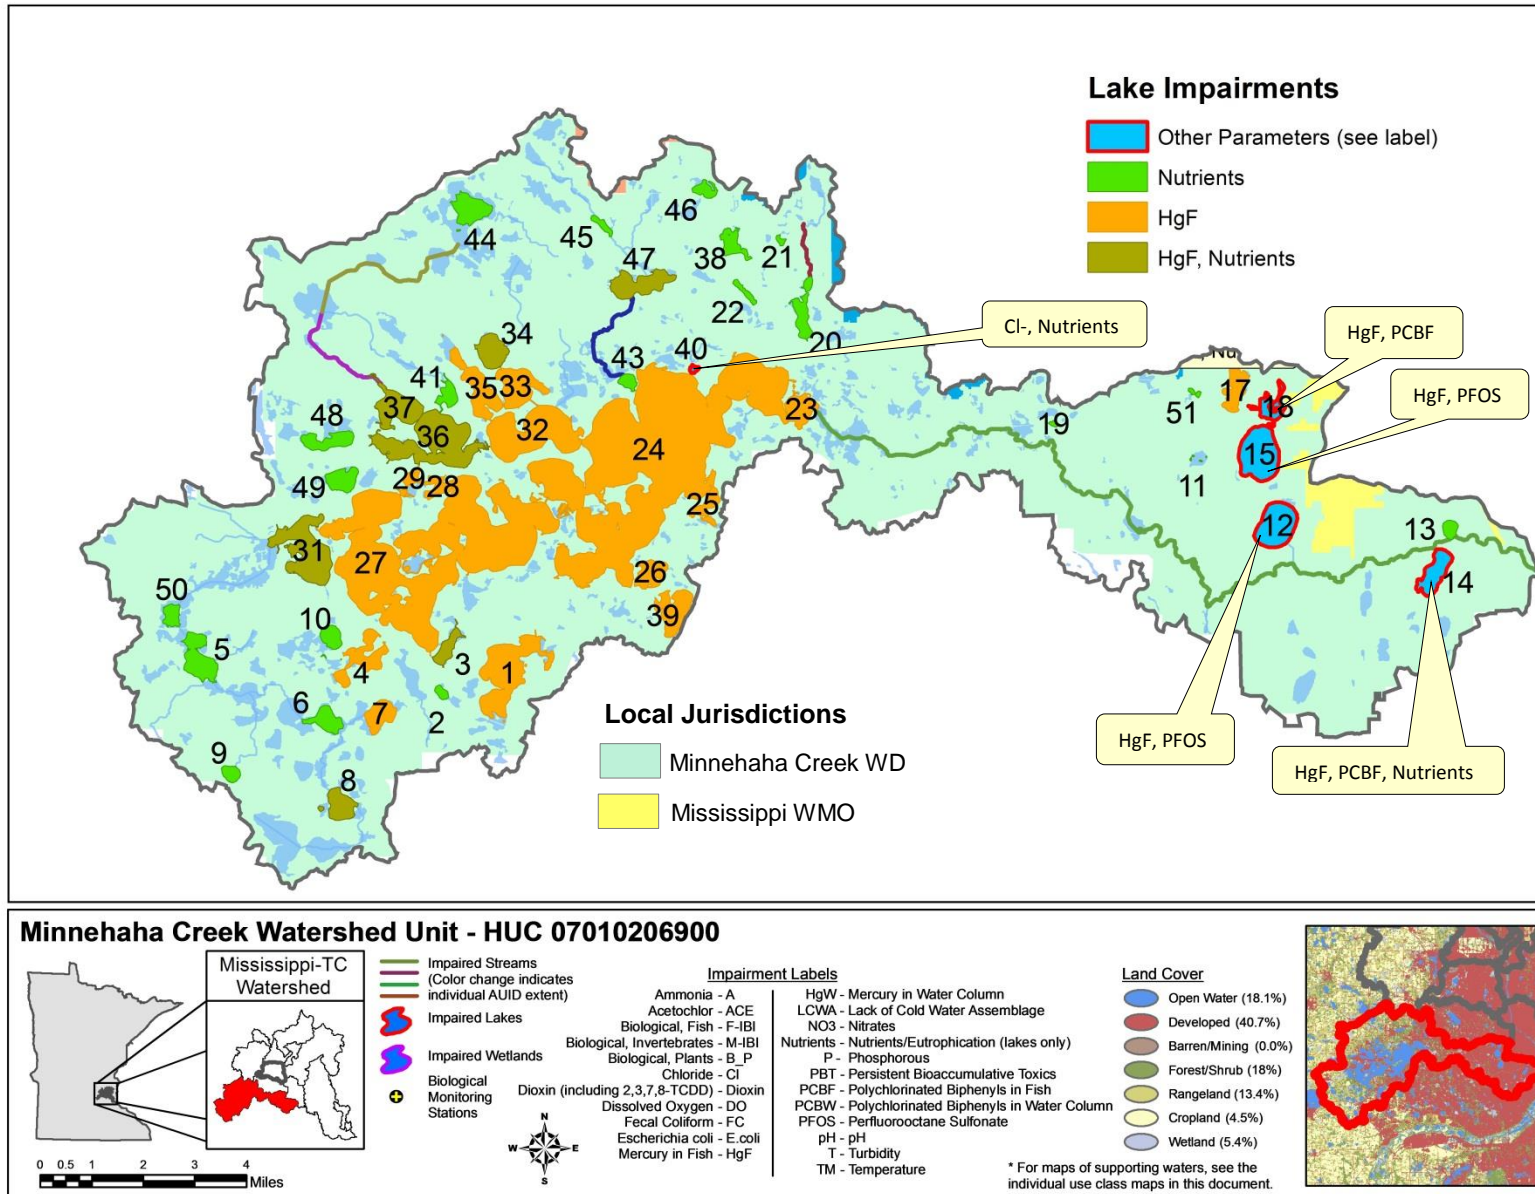 Lake Impairments
Other Parameters (see label)
Nutrients
HgF
HgF, Nutrients
44
45
46
47
38
21
22
20
Cl-, Nutrients
HgF, PCBF
HgF, PFOS
34
40
43
41
35
33
37
36
32
48
49
29
28
24
23
25
27
31
26
39
50
10
5
4
3
1
6
7
2
9
8
Nu
17
18
51
19
15
11
12
13
14
HgF, PFOS
HgF, PCBF, Nutrients
Local Jurisdictions
Minnehaha Creek WD
Mississippi WMO
Minnehaha Creek Watershed Unit - HUC 07010206900
Mississippi-TC
Watershed
0 0.5 1 2 3 4
Miles
Impaired Streams
(Color change indicates
individual AUID extent)
Impaired Lakes
Impaired Wetlands
Biological
Monitoring
Stations
N
W E
S
Impairment Labels
Ammonia - A
Acetochlor - ACE
Biological, Fish - F-IBI
Biological, Invertebrates - M-IBI
Biological, Plants - B_P
Chloride - Cl
Dioxin (including 2,3,7,8-TCDD) - Dioxin
Dissolved Oxygen - DO
Fecal Coliform - FC
Escherichia coli - E.coli
Mercury in Fish - HgF
HgW - Mercury in Water Column
LCWA - Lack of Cold Water Assemblage
NO3 - Nitrates
Nutrients - Nutrients/Eutrophication (lakes only)
P - Phosphorous
PBT - Persistent Bioaccumulative Toxics
PCBF - Polychlorinated Biphenyls in Fish
PCBW - Polychlorinated Biphenyls in Water Column
PFOS - Perfluorooctane Sulfonate
pH - pH
T - Turbidity
TM - Temperature
Land Cover
Open Water (18.1%)
Developed (40.7%)
Barren/Mining (0.0%)
Forest/Shrub (18%)
Rangeland (13.4%)
Cropland (4.5%)
Wetland (5.4%)
* For maps of supporting waters, see the
individual use class maps in this document.